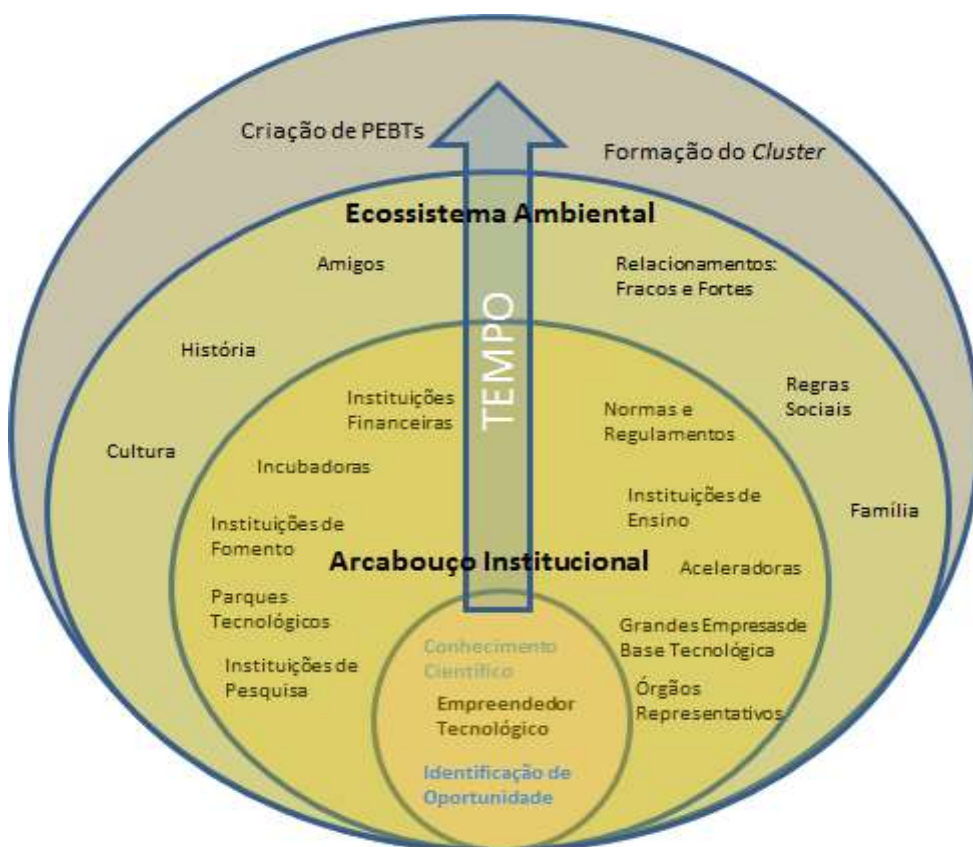 Criação de PEBTs
Formação do Cluster
Ecossistema Ambiental
Amigos
Relacionamentos:
Fracos e Fortes
História
Regras
Sociais
Cultura
Família
TEMPO
Instituições
Financeiras
Normas e
Regulamentos
Incubadoras
Instituições de
Ensino
Instituições de
Fomento
Arcabouço Institucional
Aceleradoras
Parques
Tecnológicos
Grandes Empresas de
Base Tecnológica
Instituições de
Pesquisa
Órgãos
Representativos
Conhecimento
Científico
Empreendedor
Tecnológico
Identificação de
Oportunidade